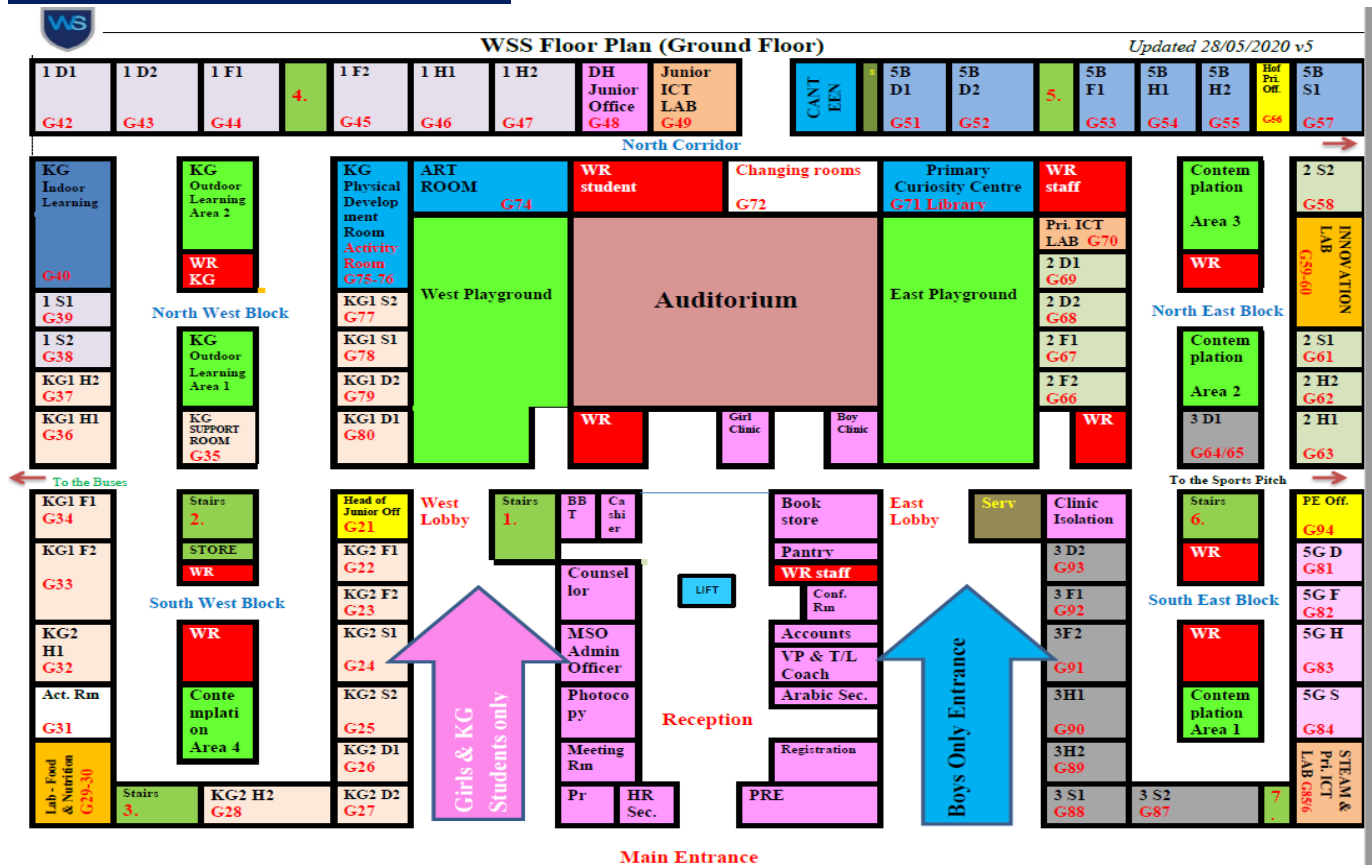 WS
WSS Floor Plan (Ground Floor)
Updated 28/05/2020 v5
1 D1
G42
1 D2
G43
1 F1
G44
4.
1 F2
G45
1 H1
G46
1 H2
G47
DH
Junior
Office
G48
Junior
ICT
LAB
G49
CANT
EEN
s
5B
D1
G51
5B
D2
G52
5.
5B
F1
G53
5B
H1
G54
5B
H2
G55
Hof
Pri.
Off.
G56
5B
S1
G57
North Corridor
KG
Indoor
Learning
G40
KG
Outdoor
Learning
Area 2
WR
KG
KG
Physical
Develop
ment
Room
Activity
Room
G75-76
ART
ROOM
G74
WR
student
Changing rooms
G72
Primary
Curiosity Centre
G71 Library
WR
staff
Contem
plation
Area 3
WR
2 S2
G58
INNOVATION
LAB
G59-60
Pri. ICT
LAB G70
2 D1
G69
1 S1
G39
North West Block
KG1 S2
G77
West Playground
Auditorium
East Playground
2 D2
G68
North East Block
1 S2
G38
KG
Outdoor
Learning
Area 1
KG1 S1
G78
2 F1
G67
Contem
plation
Area 2
2 S1
G61
KG1 H2
G37
KG1 D2
G79
2 F2
G66
2 H2
G62
KG1 H1
G36
KG
SUPPORT
ROOM
G35
KG1 D1
G80
WR
Girl
Clinic
Boy
Clinic
WR
3 D1
G64/65
2 H1
G63
To the Buses
To the Sports Pitch
KG1 F1
G34
Stairs
2.
Head of
Junior Off
G21
West
Lobby
Stairs
1.
BB
T
Ca
shi
er
Book
store
East
Lobby
Serv
Clinic
Isolation
Stairs
6.
PE Off.
G94
KG1 F2
G33
STORE
WR
KG2 F1
G22
Counsel
lor
Pantry
WR staff
3 D2
G93
WR
5G D
G81
South West Block
KG2 F2
G23
LIFT
Conf.
Rm
3 F1
G92
South East Block
5G F
G82
KG2
H1
G32
WR
KG2 S1
G24
MSO
Admin
Officer
Accounts
VP & T/L
Coach
3F2
G91
WR
5G H
G83
Act. Rm
G31
Conte
mplati
on
Area 4
KG2 S2
G25
Girls & KG
Students only
Photoco
py
Reception
Arabic Sec.
Boys Only Entrance
3H1
G90
Contem
plation
Area 1
5G S
G84
Lab - Food
& Nutrition
G29-30
KG2 D1
G26
Meeting
Rm
Registration
3H2
G89
STEAM &
Pri. ICT
LAB G85/6
Stairs
3.
KG2 H2
G28
KG2 D2
G27
Pr
HR
Sec.
PRE
3 S1
G88
3 S2
G87
7
.
Main Entrance